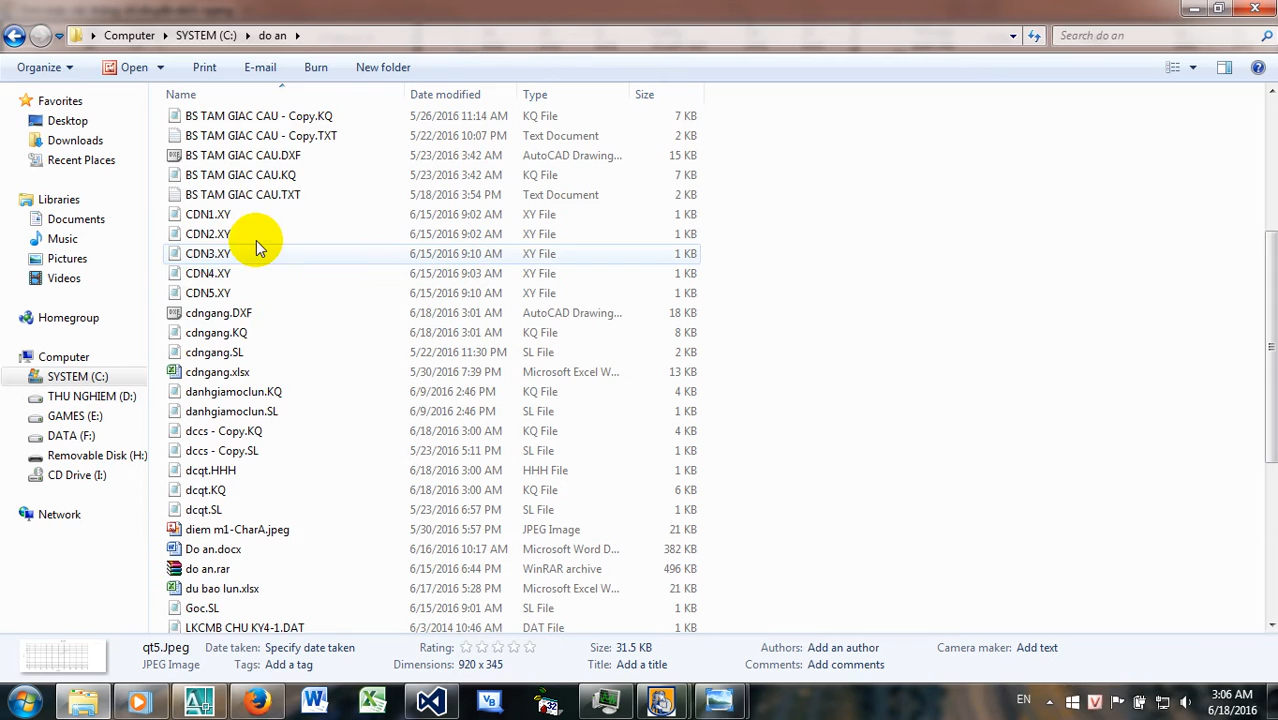 Computer SYSTEM (C:) do an
Search do an
Organize Open Print E-mail Burn New folder
Name Date modified Type Size
Favorites
Desktop
Downloads
Recent Places
Libraries
Documents
Music
Pictures
Videos
Homegroup
Computer
SYSTEM (C:)
THU NGHIEM (D:)
GAMES (E:)
DATA (F:)
Removable Disk (H:)
CD Drive (I:)
Network
BS TAM GIAC CAU - Copy.KQ 5/26/2016 11:14 AM KQ File 7 KB
BS TAM GIAC CAU - Copy.TXT 5/22/2016 10:07 PM Text Document 2 KB
BS TAM GIAC CAU.DXF 5/23/2016 3:42 AM AutoCAD Drawing... 15 KB
BS TAM GIAC CAU.KQ 5/23/2016 3:42 AM KQ File 7 KB
BS TAM GIAC CAU.TXT 5/18/2016 3:54 PM Text Document 2 KB
CDN1.XY 6/15/2016 9:02 AM XY File 1 KB
CDN2.XY 6/15/2016 9:02 AM XY File 1 KB
CDN3.XY 6/15/2016 9:10 AM XY File 1 KB
CDN4.XY 6/15/2016 9:03 AM XY File 1 KB
CDN5.XY 6/15/2016 9:10 AM XY File 1 KB
cdngang.DXF 6/18/2016 3:01 AM AutoCAD Drawing... 18 KB
cdngang.KQ 6/18/2016 3:01 AM KQ File 8 KB
cdngang.SL 5/22/2016 11:30 PM SL File 2 KB
cdngang.xlsx 5/30/2016 7:39 PM Microsoft Excel W... 13 KB
danhgiamoclun.KQ 6/9/2016 2:46 PM KQ File 4 KB
danhgiamoclun.SL 6/9/2016 2:46 PM SL File 1 KB
dccs - Copy.KQ 6/18/2016 3:00 AM KQ File 4 KB
dccs - Copy.SL 5/23/2016 5:11 PM SL File 1 KB
dcqt.HHH 6/18/2016 3:00 AM HHH File 1 KB
dcqt.KQ 6/18/2016 3:00 AM KQ File 6 KB
dcqt.SL 5/23/2016 6:57 PM SL File 1 KB
diem m1-CharA.jpeg 5/30/2016 5:57 PM JPEG Image 21 KB
Do an.docx 6/16/2016 10:17 AM Microsoft Word D... 382 KB
do an.rar 6/15/2016 6:44 PM WinRAR archive 496 KB
du bao lun.xlsx 6/17/2016 5:28 PM Microsoft Excel W... 21 KB
Goc.SL 6/15/2016 9:01 AM SL File 1 KB
LKCMB CHU KY4-1.DAT 6/3/2014 10:46 AM DAT File 1 KB
qt5.Jpeg Date taken: Specify date taken Rating: Size: 31.5 KB Authors: Add an author Camera maker: Add text
JPEG Image Tags: Add a tag Dimensions: 920 x 345 Title: Add a title Comments: Add comments
EN 3:06 AM
6/18/2016